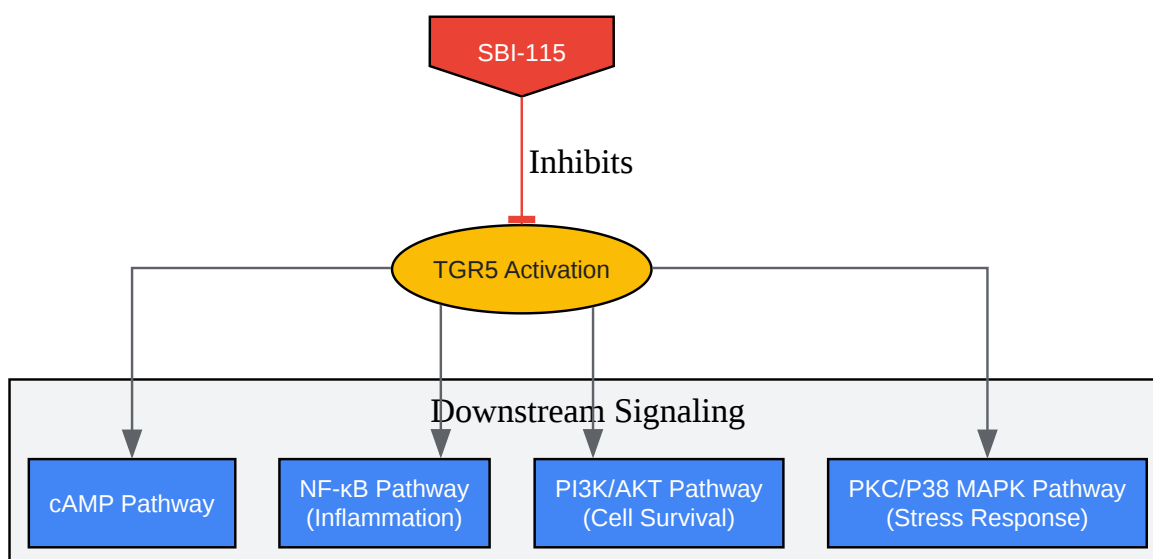 SBI-115
Inhibits
TGR5 Activation
Downstream Signaling
cAMP Pathway
NF-κB Pathway
(Inflammation)
PI3K/AKT Pathway
(Cell Survival)
PKC/P38 MAPK Pathway
(Stress Response)